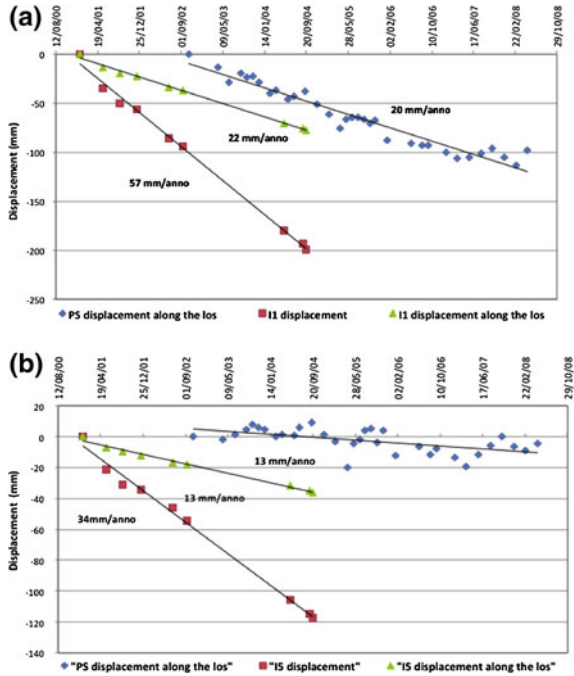 (a)
12/08/00 19/04/01 25/12/01 01/09/02 09/05/03 14/01/04 20/09/04 28/05/05 02/02/06 10/10/06 17/06/07 22/02/08 29/10/08
0
-50
-100
-150
-200
-250
Displacement (mm)
20 mm/anno
22 mm/anno
57 mm/anno
PS displacement along the los I1 displacement I1 displacement along the los
(b)
12/08/00 19/04/01 25/12/01 01/09/02 09/05/03 14/01/04 20/09/04 28/05/05 02/02/06 10/10/06 17/06/07 22/02/08 29/10/08
20
0
-20
-40
-60
-80
-100
-120
-140
Displacement (mm)
13 mm/anno
13 mm/anno
34mm/anno
"PS displacement along the los" "I5 displacement" "I5 displacement along the los"